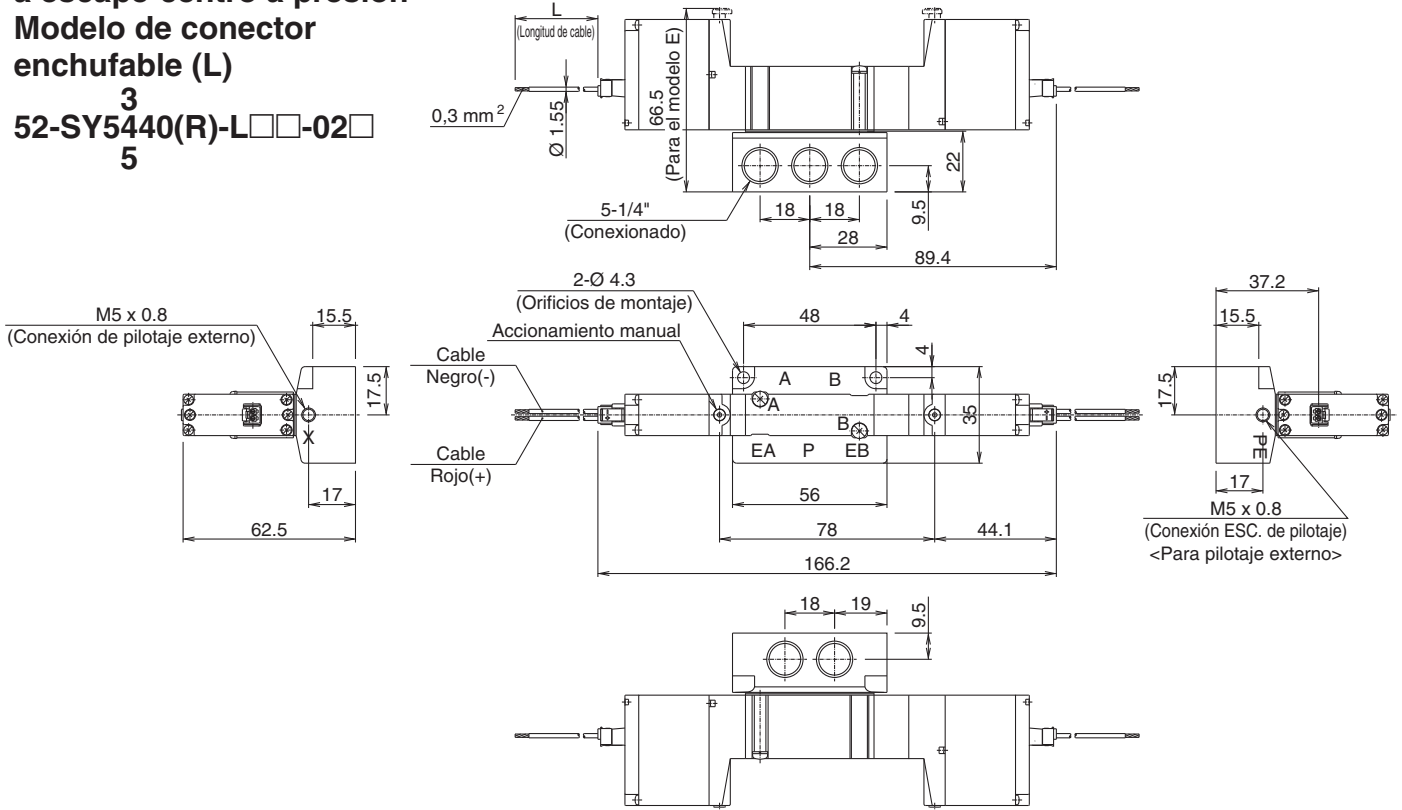 a escape centro a presión
Modelo de conector
enchufable (L)
3
52-SY5440(R)-L□□-02□
5
L
(Longitud de cable)
0,3 mm2
Ø 1.55
66.5
(Para el modelo E)
22
9.5
5-1/4"
(Conexionado)
18
18
28
89.4
M5 x 0.8
(Conexión de pilotaje externo)
15.5
17.5
X
17
62.5
2-Ø 4.3
(Orificios de montaje)
Accionamiento manual
Cable
Negro(-)
Cable
Rojo(+)
48
4
4
A B
A
B
EA P EB
35
56
78
44.1
166.2
37.2
15.5
17.5
PE
17
M5 x 0.8
(Conexión ESC. de pilotaje)
<Para pilotaje externo>
18
19
9.5